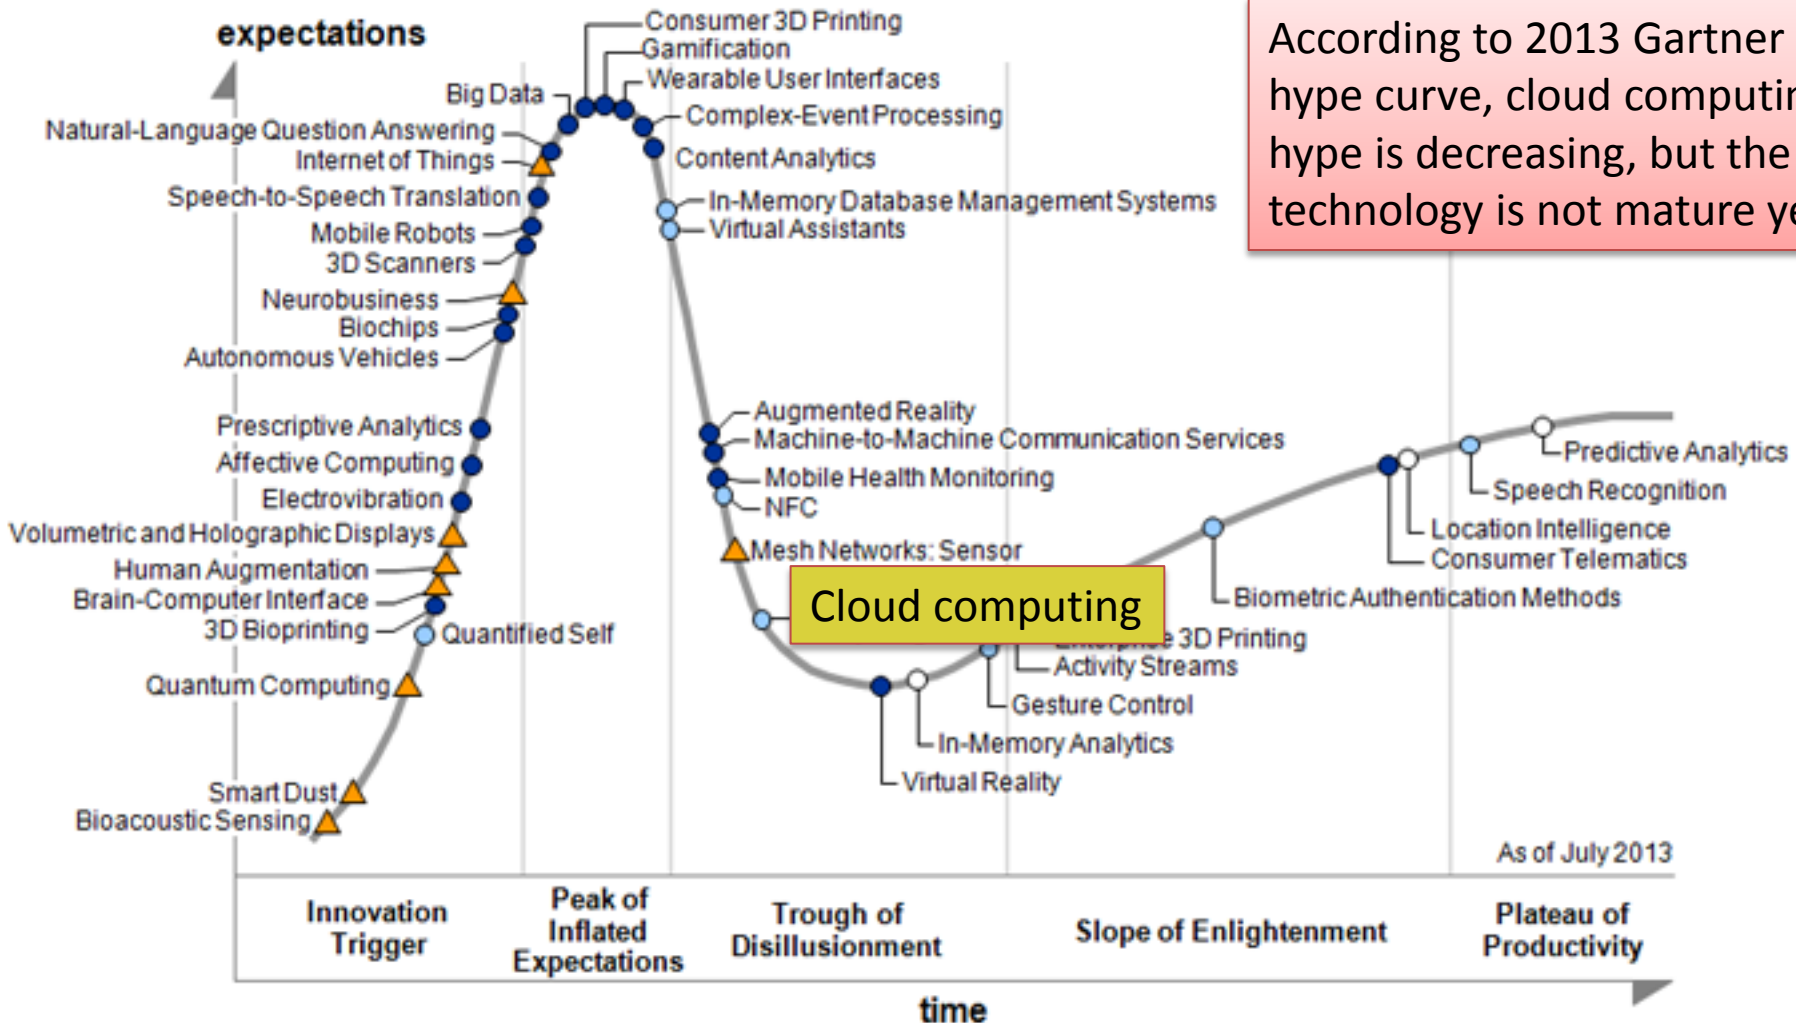 expectations
According to 2013 Gartner
hype curve, cloud computin
hype is decreasing, but the
technology is not mature ye
Consumer 3D Printing
Gamification
Wearable User Interfaces
Big Data
Complex-Event Processing
Natural-Language Question Answering
Content Analytics
Internet of Things
Speech-to-Speech Translation
In-Memory Database Management Systems
Mobile Robots
Virtual Assistants
3D Scanners
Neurobusiness
Biochips
Autonomous Vehicles
Augmented Reality
Prescriptive Analytics
Machine-to-Machine Communication Services
Affective Computing
Mobile Health Monitoring
Electrovibration
NFC
Volumetric and Holographic Displays
Mesh Networks: Sensor
Human Augmentation
Brain-Computer Interface
3D Bioprinting
Quantified Self
Quantum Computing
Smart Dust
Bioacoustic Sensing
Cloud computing
Predictive Analytics
Speech Recognition
Location Intelligence
Consumer Telematics
Biometric Authentication Methods
3D Printing
Activity Streams
Gesture Control
In-Memory Analytics
Virtual Reality
As of July 2013
Innovation
Trigger
Peak of
Inflated
Expectations
Trough of
Disillusionment
Slope of Enlightenment
Plateau of
Productivity
time